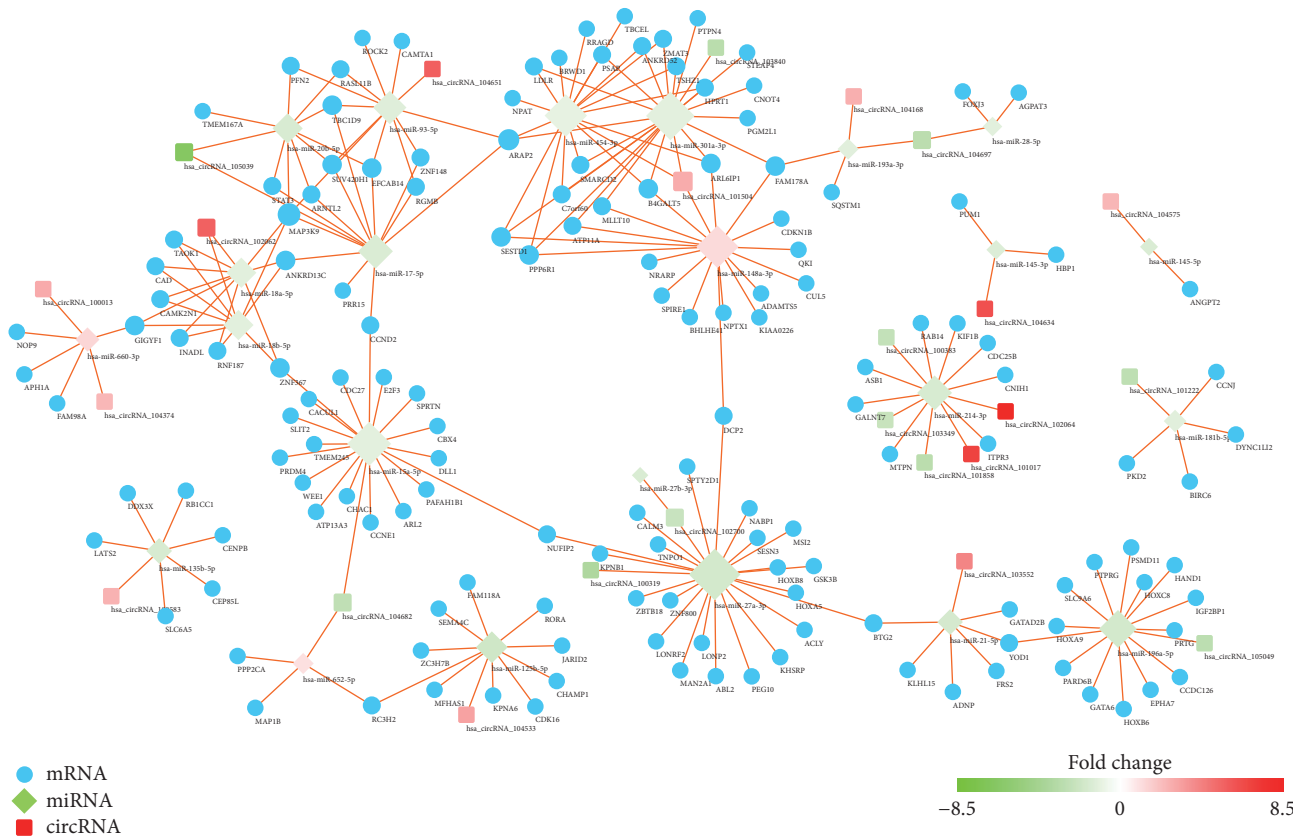 ROCK2
CAMTA1
PFN2
RASL11B
hsa_circRNA_104651
TMEM167A
TBC1D9
hsa-miR-93-5p
hsa-miR-20b-5p
hsa_circRNA_105039
ZNF148
SUV420H1
EFCAB14
RGMB
STAT3
ARNTL2
MAP3K9
hsa_circRNA_102062
TAOK1
hsa-miR-17-5p
ANKRD13C
CAD
hsa-miR-18a-5p
hsa_circRNA_100013
CAMK2N1
PRR15
GIGYF1
hsa-miR-18b-5p
NOP9
hsa-miR-660-3p
INADL
RNF187
CCND2
APH1A
ZNF367
FAM98A
hsa_circRNA_104374
TBCEL
PTPN4
RRAGD
ZMAT3
PSAP
ANKRD52
hsa_circRNA_103840
STEAP4
BRWD1
LDLR
TSHZ1
NPAT
HPRT1
CNOT4
PGM2L1
hsa-miR-454-3p
hsa-miR-301a-3p
ARAP2
SMARCD2
ARL6IP1
FAM178A
hsa_circRNA_101504
C7orf60
B4GALT5
MLLT10
ATP11A
SESTD1
PPP6R1
hsa-miR-148a-3p
CDKN1B
QKI
NRARP
CUL5
ADAMTS5
SPIRE1
NPTX1
BHLHE41
KIAA0226
hsa_circRNA_104168
FOXJ3
AGPAT3
hsa-miR-28-5p
hsa-miR-193a-3p
hsa_circRNA_104697
SQSTM1
PUM1
hsa_circRNA_104575
hsa-miR-145-3p
HBP1
hsa-miR-145-5p
ANGPT2
hsa_circRNA_104634
RAB14
KIF1B
hsa_circRNA_100383
CDC25B
ASB1
CNIH1
hsa-miR-214-3p
GALNT7
hsa_circRNA_102064
hsa_circRNA_103349
ITPR3
MTPN
hsa_circRNA_101017
hsa_circRNA_101858
CCNJ
hsa_circRNA_101222
hsa-miR-181b-5p
DYNC1LI2
PKD2
BIRC6
CDC27
E2F3
CACUL1
SPRTN
SLIT2
CBX4
TMEM245
hsa-miR-15a-5p
DLL1
PRDM4
WEE1
PAFAH1B1
CHAC1
ATP13A3
ARL2
CCNE1
DCP2
hsa-miR-27b-3p
SPTY2D1
NABP1
CALM3
hsa_circRNA_102700
MSI2
NUFIP2
SESN3
TNPO1
KPNB1
HOXB8
GSK3B
hsa_circRNA_100319
HOXA5
hsa-miR-27a-3p
ZBTB18
ZNF800
ACLY
LONRF2
LONP2
KHSRP
MAN2A1
ABL2
PEG10
BTG2
DDX3X
RB1CC1
LATS2
CENPB
hsa-miR-135b-5p
CEP85L
SLC6A5
hsa_circRNA_104682
FAM118A
SEMA4C
RORA
ZC3H7B
JARID2
hsa-miR-125b-5p
PPP2CA
hsa-miR-652-5p
CHAMP1
MFHAS1
KPNA6
CDK16
RC3H2
MAP1B
hsa_circRNA_104533
hsa_circRNA_103552
GATAD2B
hsa-miR-21-5p
YOD1
KLHL15
FRS2
ADNP
PSMD11
PTPRG
HAND1
SLC9A6
HOXC8
IGF2BP1
HOXA9
PRTG
hsa-miR-196a-5p
hsa_circRNA_105049
PARD6B
CCDC126
GATA6
EPHA7
HOXB6
mRNA
miRNA
circRNA
Fold change
−8.5
0
8.5